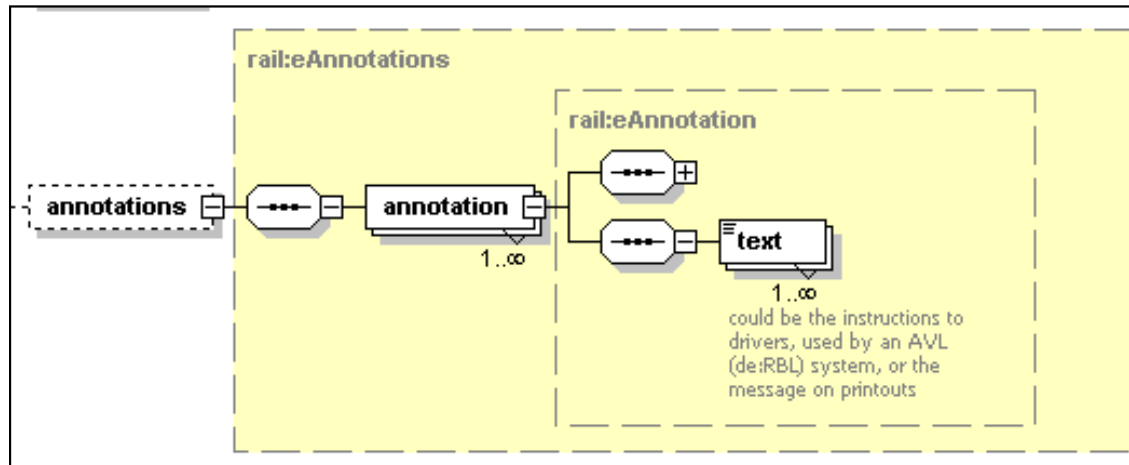 rail:eAnnotations
rail:eAnnotation
annotations
annotation
1..∞
text
1..∞
could be the instructions to
drivers, used by an AVL
(de:RBL) system, or the
message on printouts